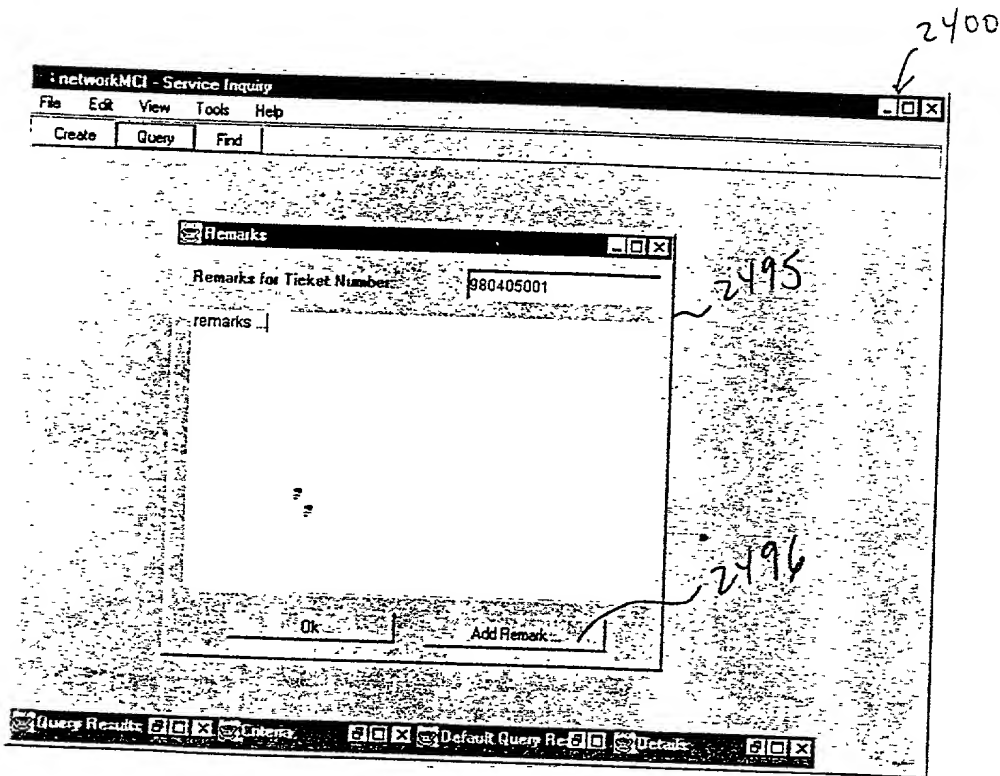 2400
networkMCI - Service Inquiry
File Edit View Tools Help
Create Query Find
Remarks
Remarks for Ticket Number: 980405001
2495
remarks ...
2496
Ok Add Remark ...
Query Results Criteria Default Query Re Details